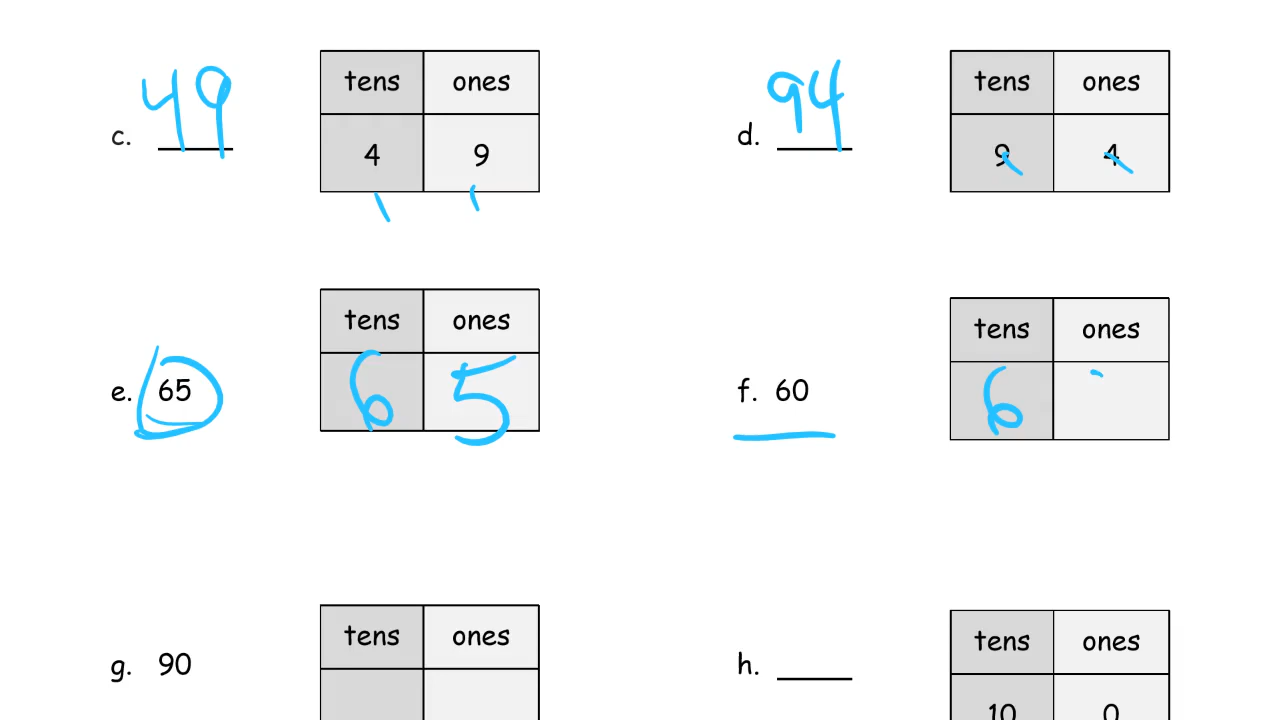 tens ones tens ones
c. 49 4 9 d. 94 9 4
tens ones tens ones
e. 65 6 5 f. 60 6
tens ones tens ones
g. 90 h. 10 0